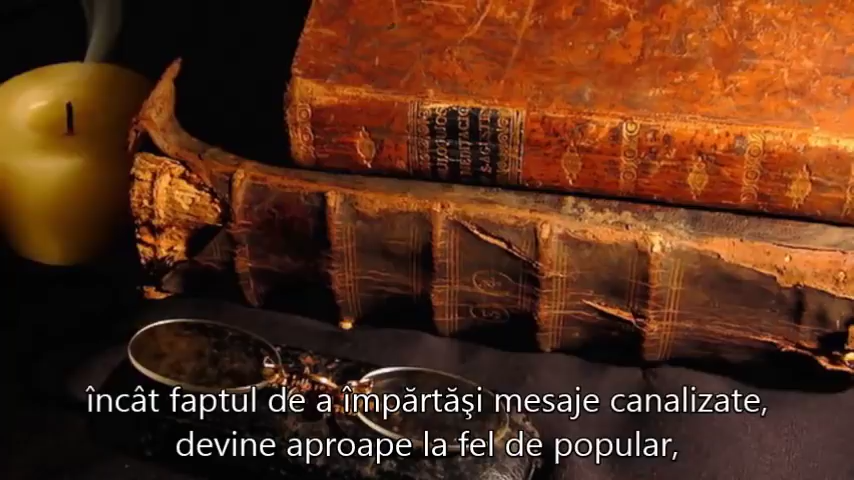 încât faptul de a împărtăşi mesaje canalizate,
devine aproape la fel de popular,